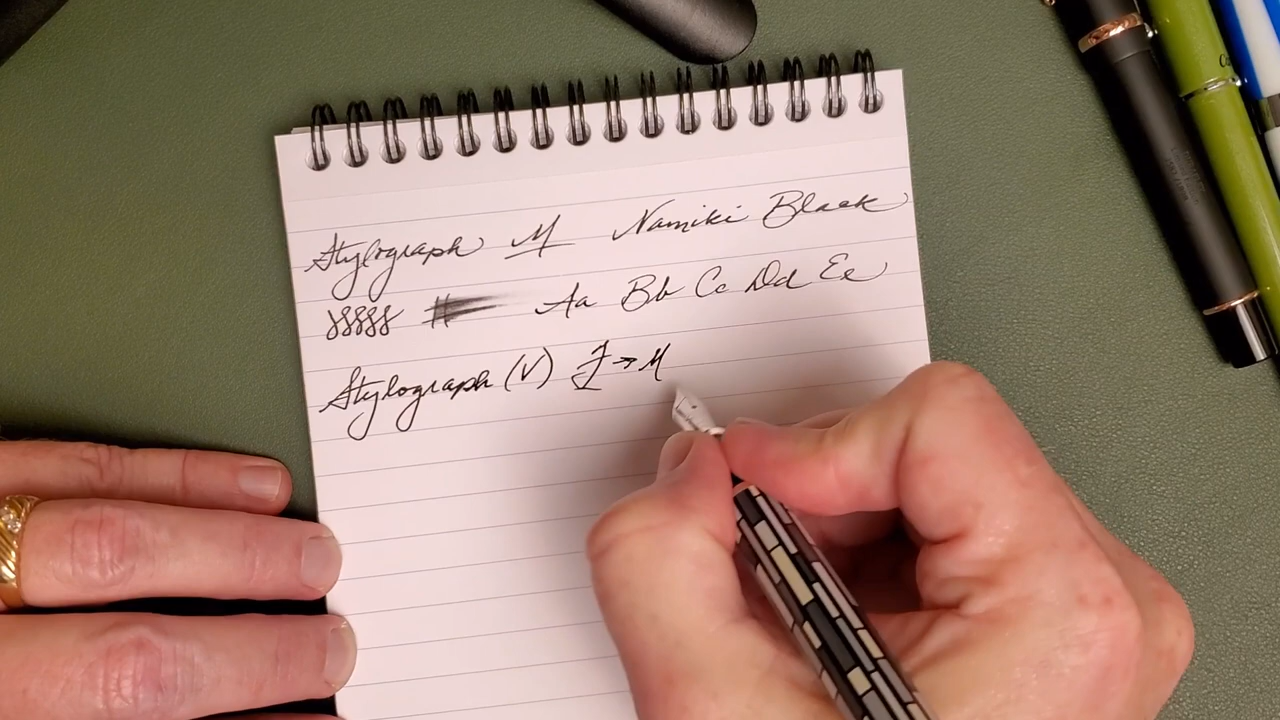 Stylograph M Namiki Black
Aa Bb Cc Dd Ee
Stylograph (V) F → M